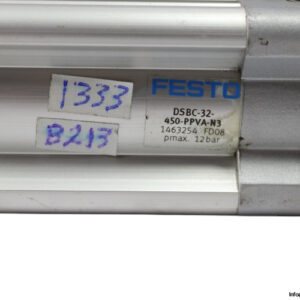 1333
B213
FESTO
DSBC-32-
450-PPVA-N3
1463254 FD08
pmax. 12bar